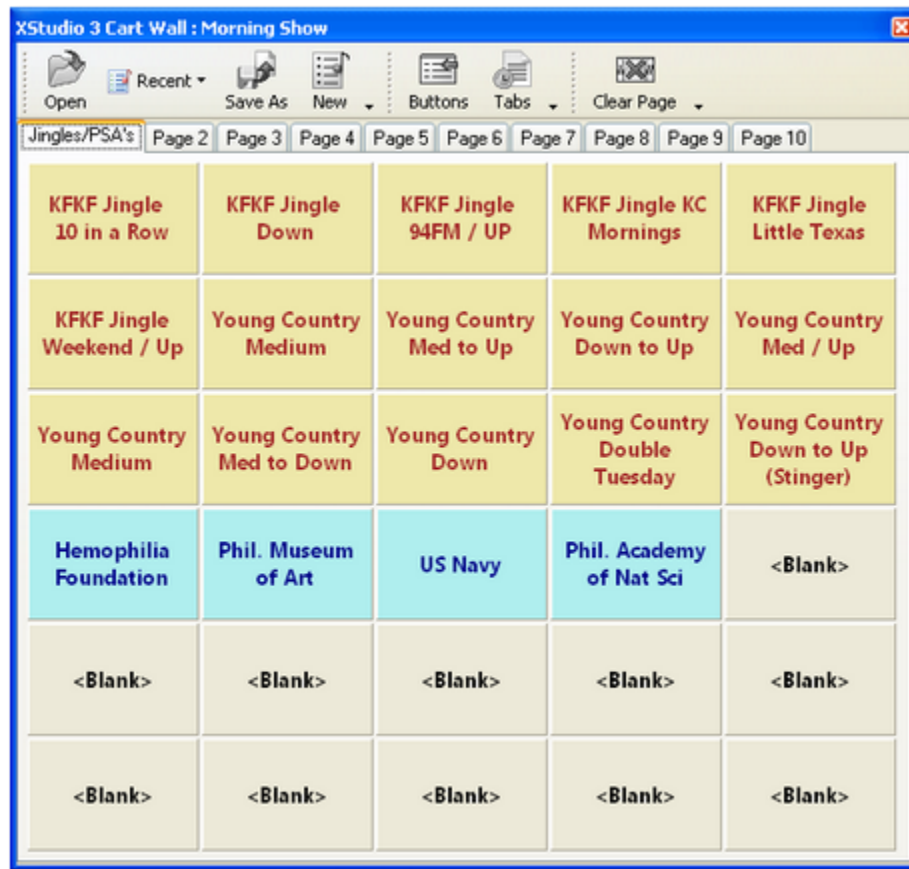 XStudio 3 Cart Wall : Morning Show
Open Recent Save As New Buttons Tabs Clear Page
Jingles/PSA's Page 2 Page 3 Page 4 Page 5 Page 6 Page 7 Page 8 Page 9 Page 10
KFKF Jingle
10 in a Row
KFKF Jingle
Down
KFKF Jingle
94FM / UP
KFKF Jingle KC
Mornings
KFKF Jingle
Little Texas
KFKF Jingle
Weekend / Up
Young Country
Medium
Young Country
Med to Up
Young Country
Down to Up
Young Country
Med / Up
Young Country
Medium
Young Country
Med to Down
Young Country
Down
Young Country
Double
Tuesday
Young Country
Down to Up
(Stinger)
Hemophilia
Foundation
Phil. Museum
of Art
US Navy
Phil. Academy
of Nat Sci
<Blank>
<Blank>
<Blank>
<Blank>
<Blank>
<Blank>
<Blank>
<Blank>
<Blank>
<Blank>
<Blank>